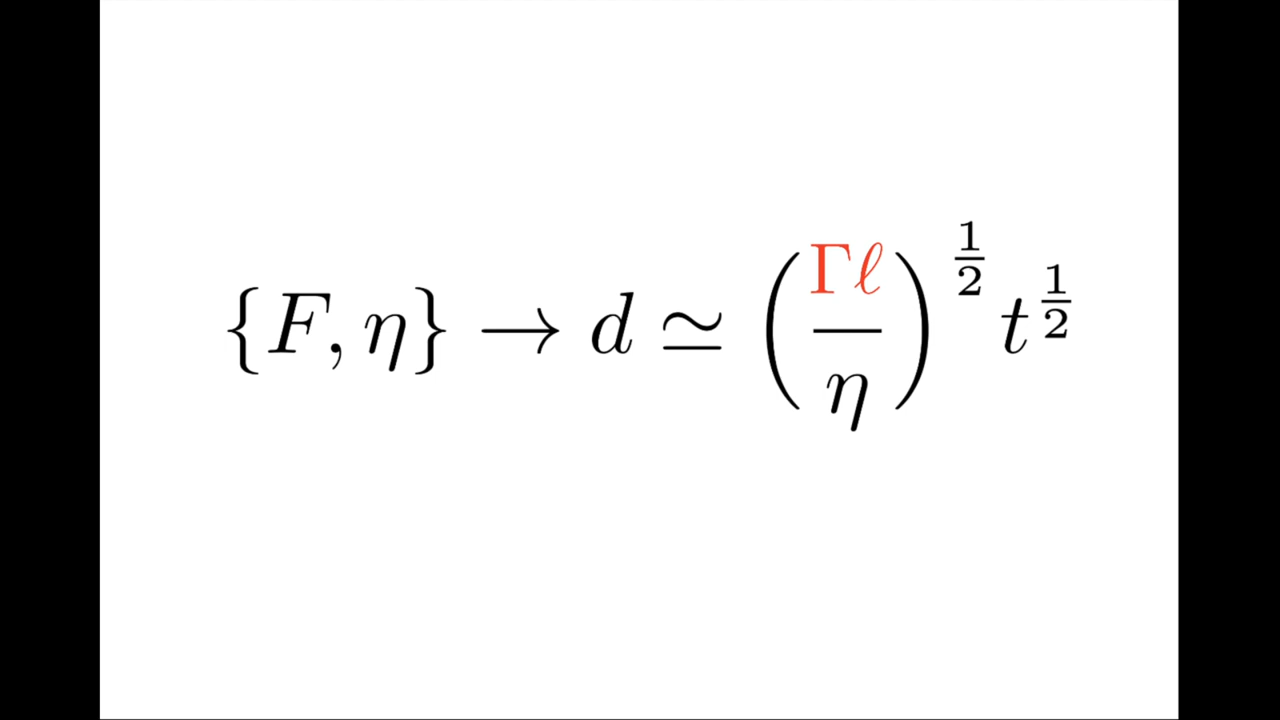 {F, η} → d ≃ (Γℓ/η)^{1/2} t^{1/2}